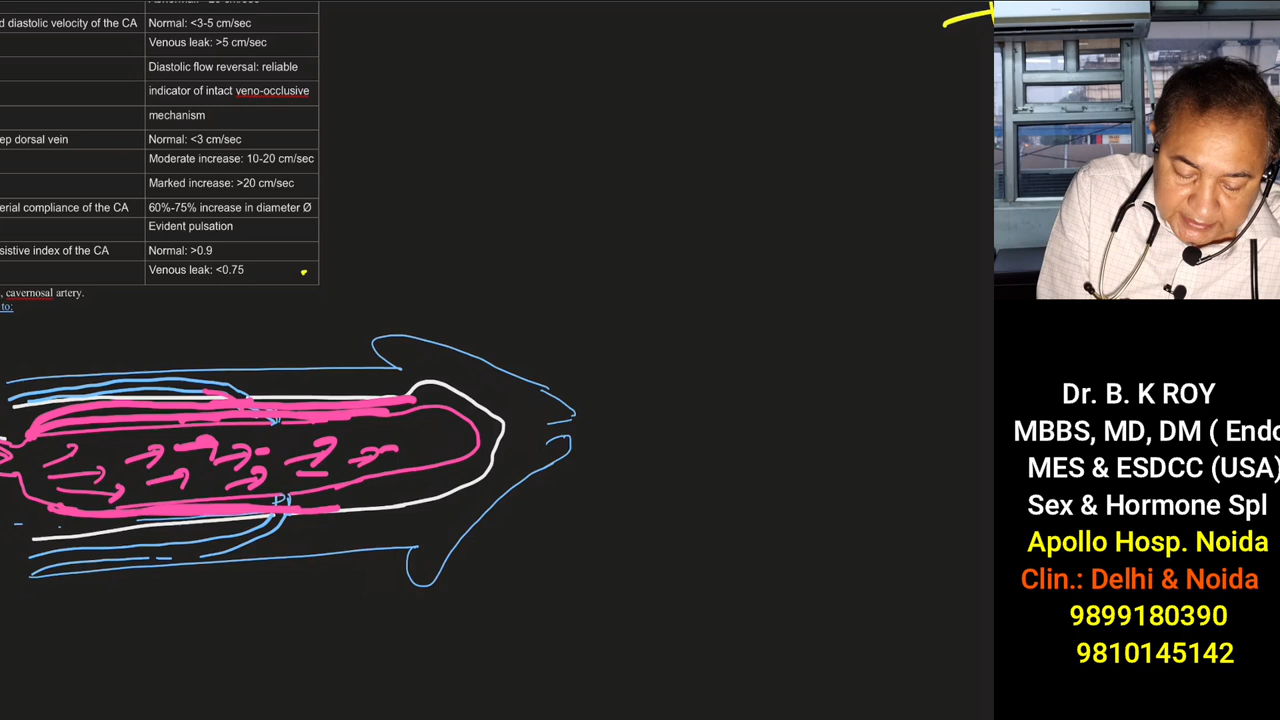 d diastolic velocity of the CA
Normal: <3-5 cm/sec
Venous leak: >5 cm/sec
Diastolic flow reversal: reliable
indicator of intact veno-occlusive
mechanism
ep dorsal vein
Normal: <3 cm/sec
Moderate increase: 10-20 cm/sec
Marked increase: >20 cm/sec
erial compliance of the CA
60%-75% increase in diameter Ø
Evident pulsation
sistive index of the CA
Normal: >0.9
Venous leak: <0.75
, cavernosal artery.
to:
Dr. B. K ROY
MBBS, MD, DM ( Endo
MES & ESDCC (USA)
Sex & Hormone Spl
Apollo Hosp. Noida
Clin.: Delhi & Noida
9899180390
9810145142